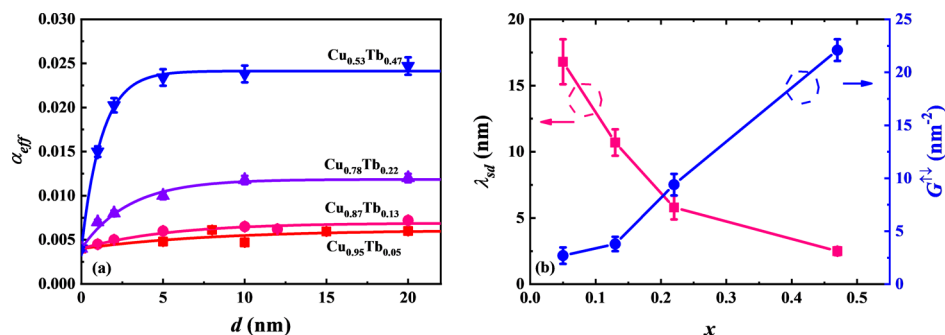 0.030
0.025
0.020
0.015
0.010
0.005
0.000
α_eff
Cu0.53Tb0.47
Cu0.78Tb0.22
Cu0.87Tb0.13
Cu0.95Tb0.05
(a)
0 5 10 15 20
d (nm)
20
15
10
5
0
λ_sd (nm)
(b)
0.0 0.1 0.2 0.3 0.4 0.5
x
25
20
15
10
5
0
G↑↓ (nm⁻²)